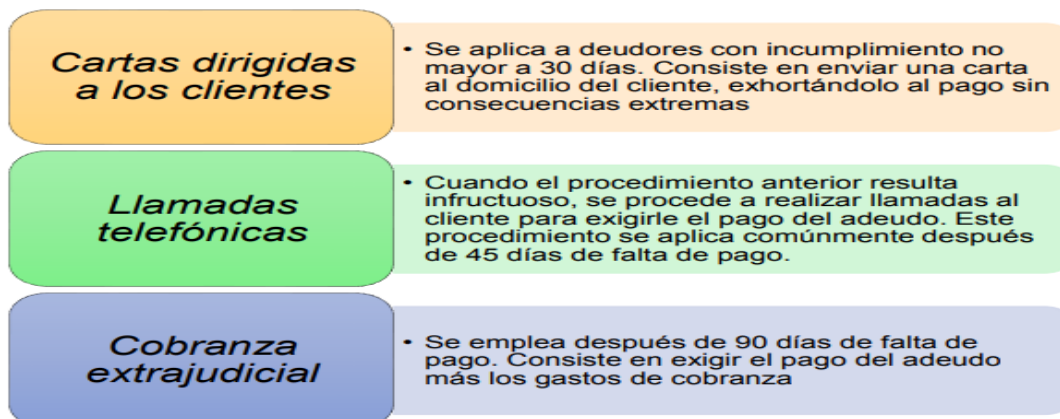 Cartas dirigidas
a los clientes
• Se aplica a deudores con incumplimiento no
mayor a 30 días. Consiste en enviar una carta
al domicilio del cliente, exhortándolo al pago sin
consecuencias extremas
Llamadas
telefónicas
• Cuando el procedimiento anterior resulta
infructuoso, se procede a realizar llamadas al
cliente para exigirle el pago del adeudo. Este
procedimiento se aplica comúnmente después
de 45 días de falta de pago.
Cobranza
extrajudicial
• Se emplea después de 90 días de falta de
pago. Consiste en exigir el pago del adeudo
más los gastos de cobranza